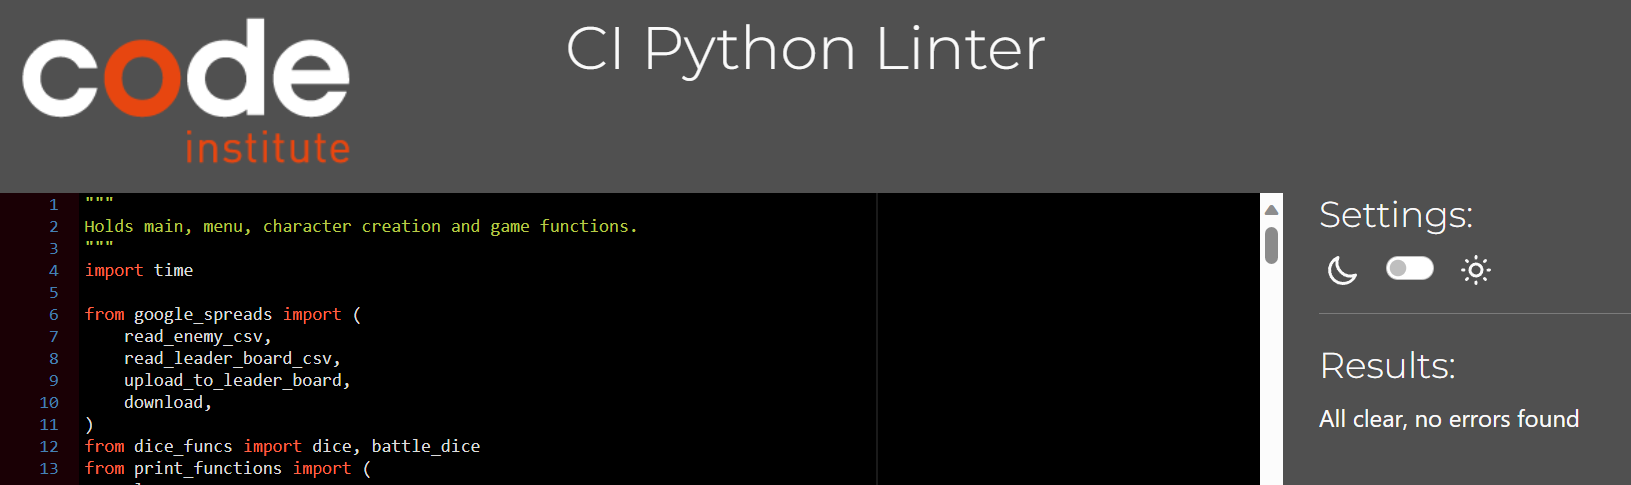 code
institute
CI Python Linter
1 """
2 Holds main, menu, character creation and game functions.
3 """
4 import time
5
6 from google_spreads import (
7     read_enemy_csv,
8     read_leader_board_csv,
9     upload_to_leader_board,
10     download,
11 )
12 from dice_funcs import dice, battle_dice
13 from print_functions import (
Settings:
Results:
All clear, no errors found